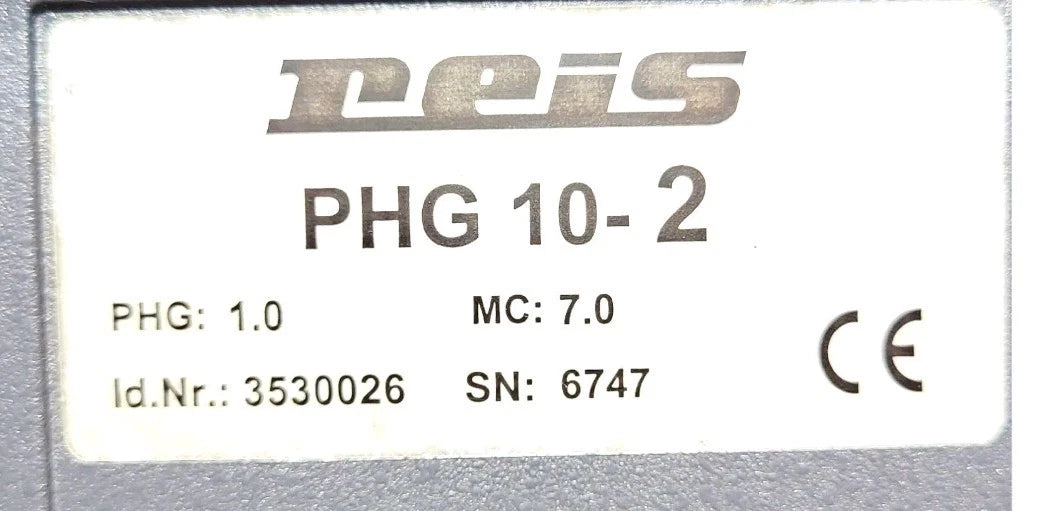 reis
PHG 10-2
PHG: 1.0 MC: 7.0
Id.Nr.: 3530026 SN: 6747
CE